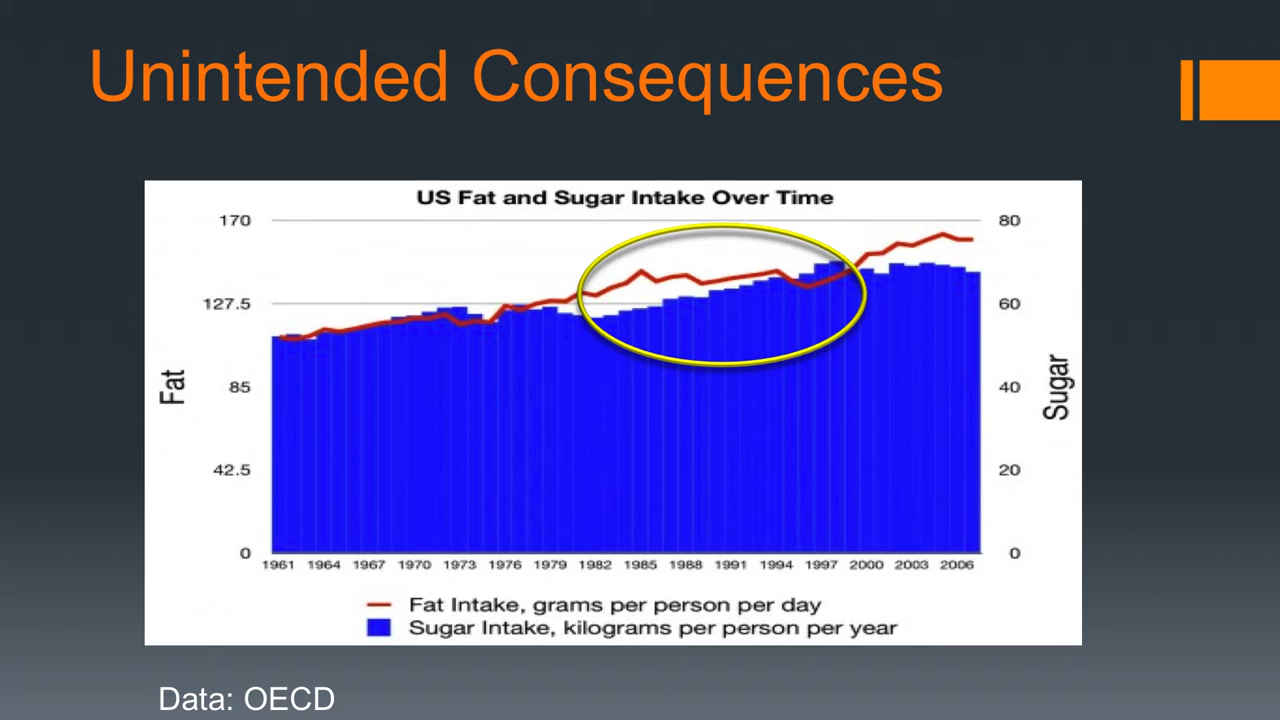 Unintended Consequences
US Fat and Sugar Intake Over Time
170
80
127.5
60
Fat
85
40
Sugar
42.5
20
0
0
1961 1964 1967 1970 1973 1976 1979 1982 1985 1988 1991 1994 1997 2000 2003 2006
Fat Intake, grams per person per day
Sugar Intake, kilograms per person per year
Data: OECD